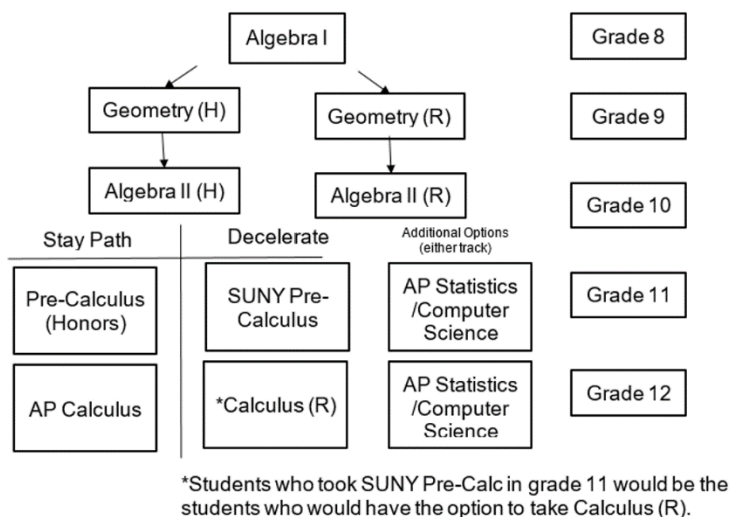 Algebra I
Grade 8
Geometry (H)
Geometry (R)
Grade 9
Algebra II (H)
Algebra II (R)
Grade 10
Stay Path
Decelerate
Additional Options
(either track)
Pre-Calculus
(Honors)
SUNY Pre-
Calculus
AP Statistics
/Computer
Science
Grade 11
AP Calculus
*Calculus (R)
AP Statistics
/Computer
Science
Grade 12
*Students who took SUNY Pre-Calc in grade 11 would be the
students who would have the option to take Calculus (R).